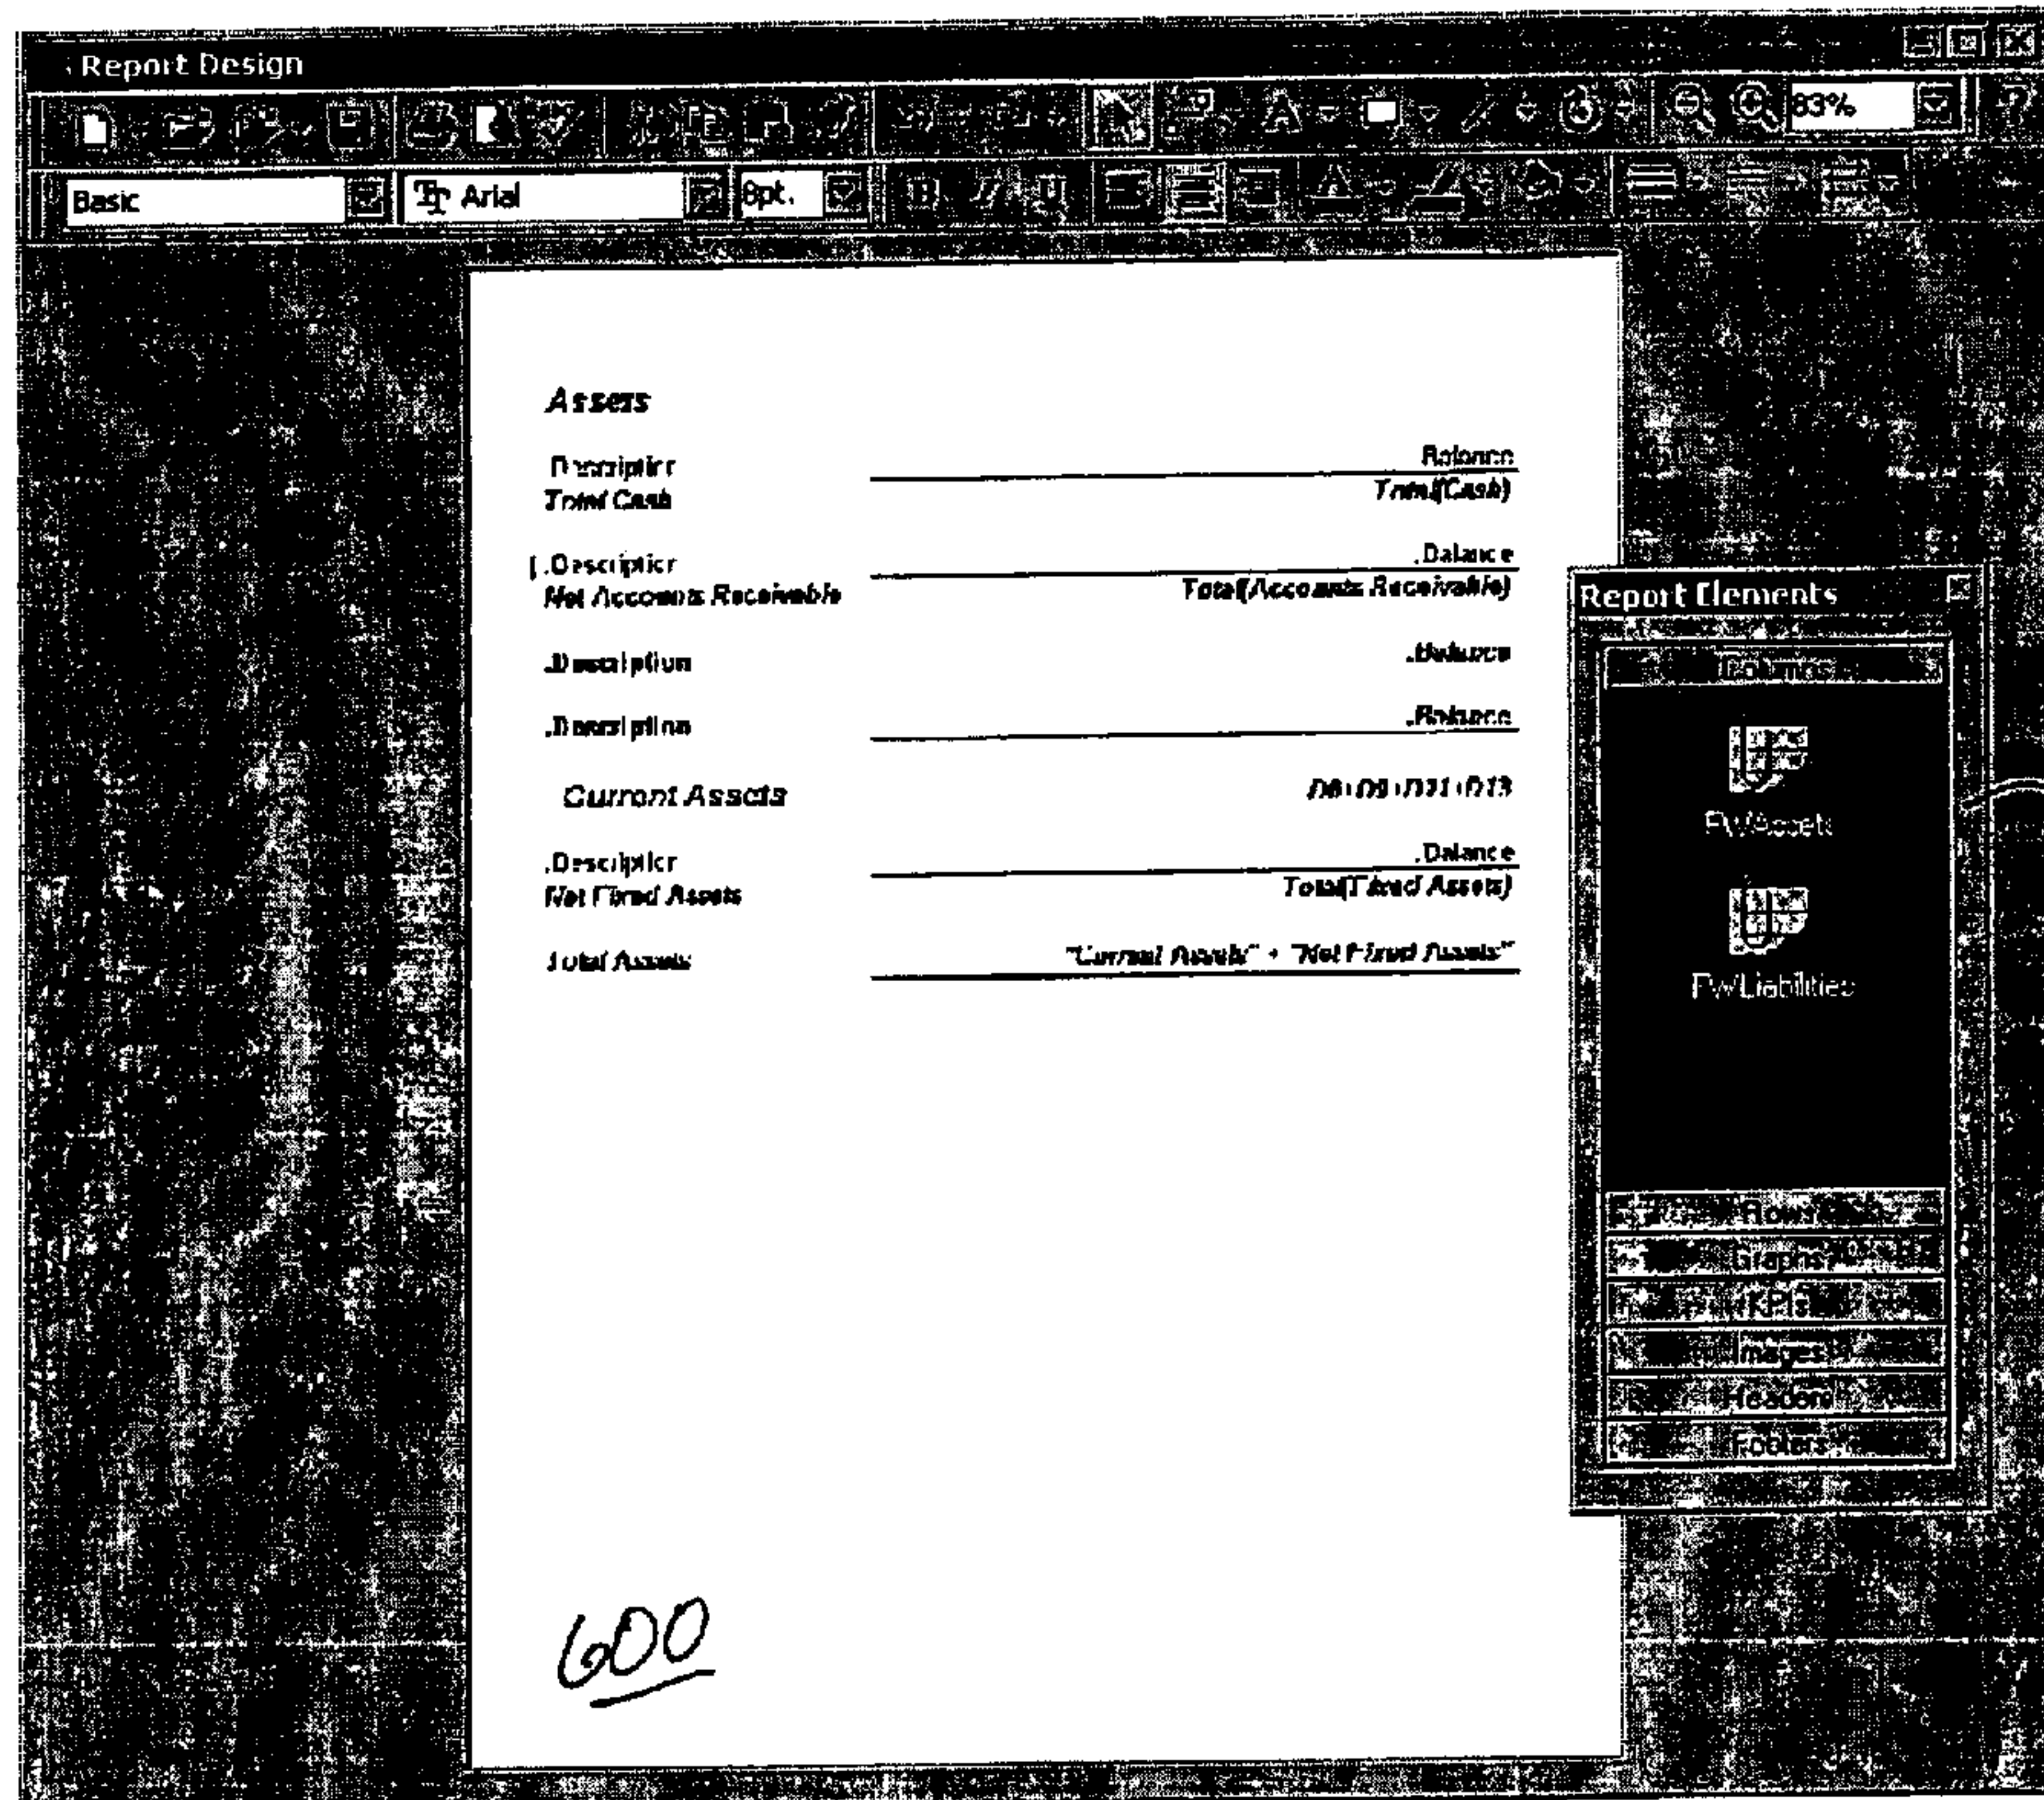 Report Design
83%
Basic
Arial
8pt.
Assets
Description Balance
Total Cash Total(Cash)
.Description .Balance
Net Accounts Receivable Total(Accounts Receivable)
.Description .Balance
.Description .Balance
Current Assets
.Description .Balance
Net Fixed Assets Total(Fixed Assets)
Total Assets "Current Assets" + "Net Fixed Assets"
Report Elements
Columns
FWAssets
FWLiabilities
Rows
Graphs
KPIs
Images
Headers
Footers
600